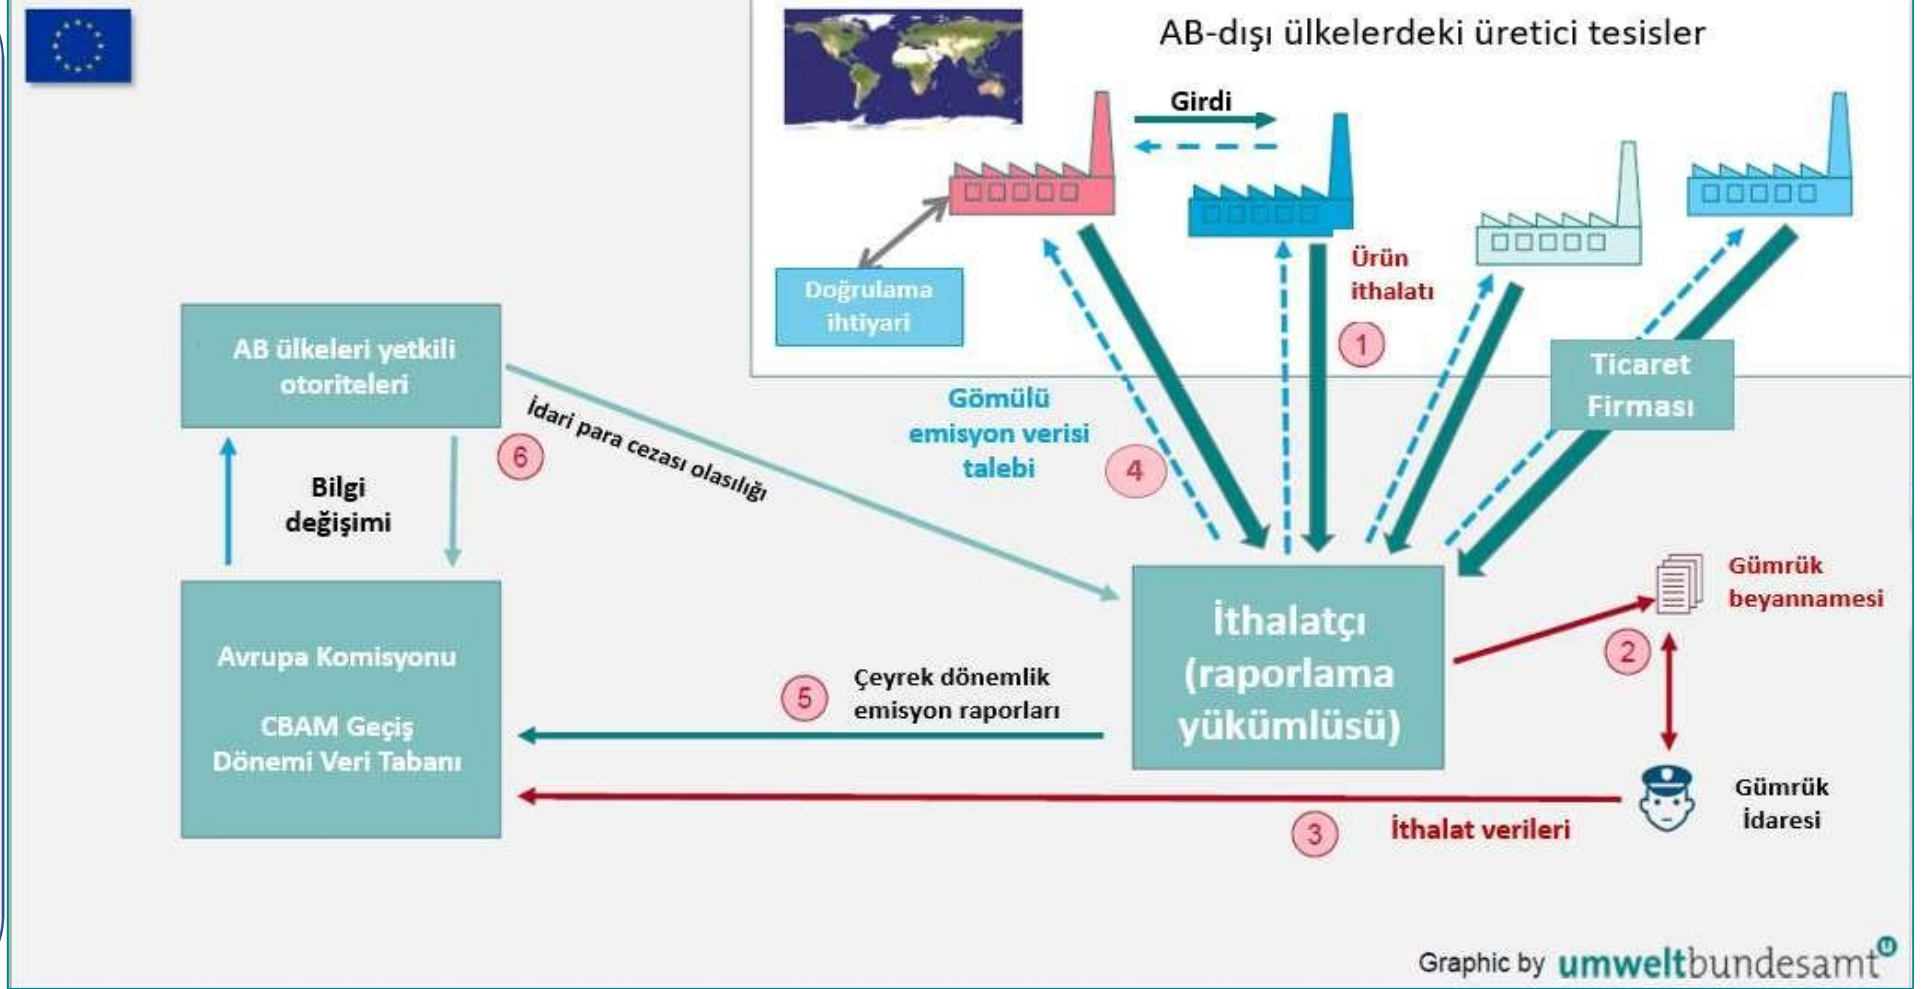 AB-dışı ülkelerdeki üretici tesisler
Girdi
Doğrulama
ihtiyari
Ürün
ithalatı
1
Ticaret
Firması
AB ülkeleri yetkili
otoriteleri
İdari para cezası olasılığı
6
Gömülü
emisyon verisi
talebi
4
Bilgi
değişimi
Avrupa Komisyonu
CBAM Geçiş
Dönemi Veri Tabanı
5
Çeyrek dönemlik
emisyon raporları
İthalatçı
(raporlama
yükümlüsü)
2
Gümrük
beyannamesi
Gümrük
İdaresi
3
İthalat verileri
Graphic by umweltbundesamt u